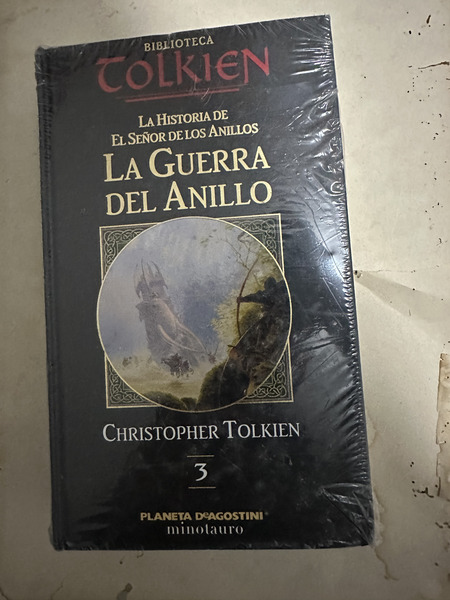 BIBLIOTECA
TOLKIEN
LA HISTORIA DE
EL SEÑOR DE LOS ANILLOS
LA GUERRA
DEL ANILLO
CHRISTOPHER TOLKIEN
3
PLANETA DeAGOSTINI
minotauro